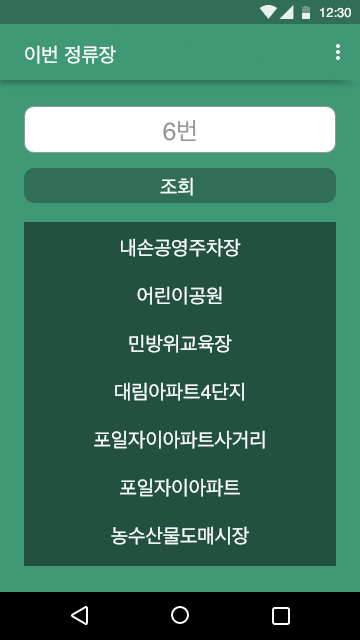 12:30
이번 정류장
6번
조회
내손공영주차장
어린이공원
민방위교육장
대림아파트4단지
포일자이아파트사거리
포일자이아파트
농수산물도매시장